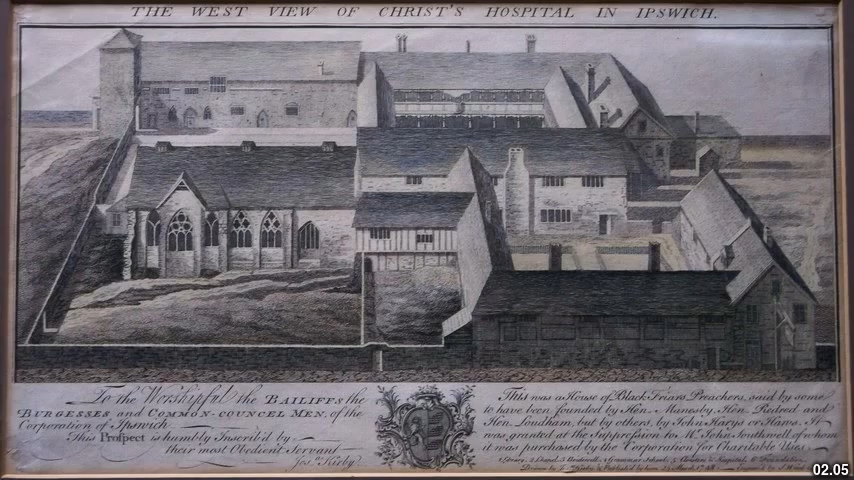 THE WEST VIEW OF CHRIST'S HOSPITAL IN IPSWICH.
To the Worshipful the BAILIFFS the
BURGESSES and COMMON-COUNCEL MEN, of the
Corporation of Ipswich
This Prospect is humbly Inscrib'd by
their most Obedient Servant
Jos. Kirby
This was a House of Black Friars Preachers, said by some
to have been founded by Hen. Manesby, Hen. Redred and
Hen. Loudham, but by others, by John Harys or Hawes. It
was granted at the Suppression to Mr. John Southwell of whom
it was purchased by the Corporation for Charitable Uses.
02.05